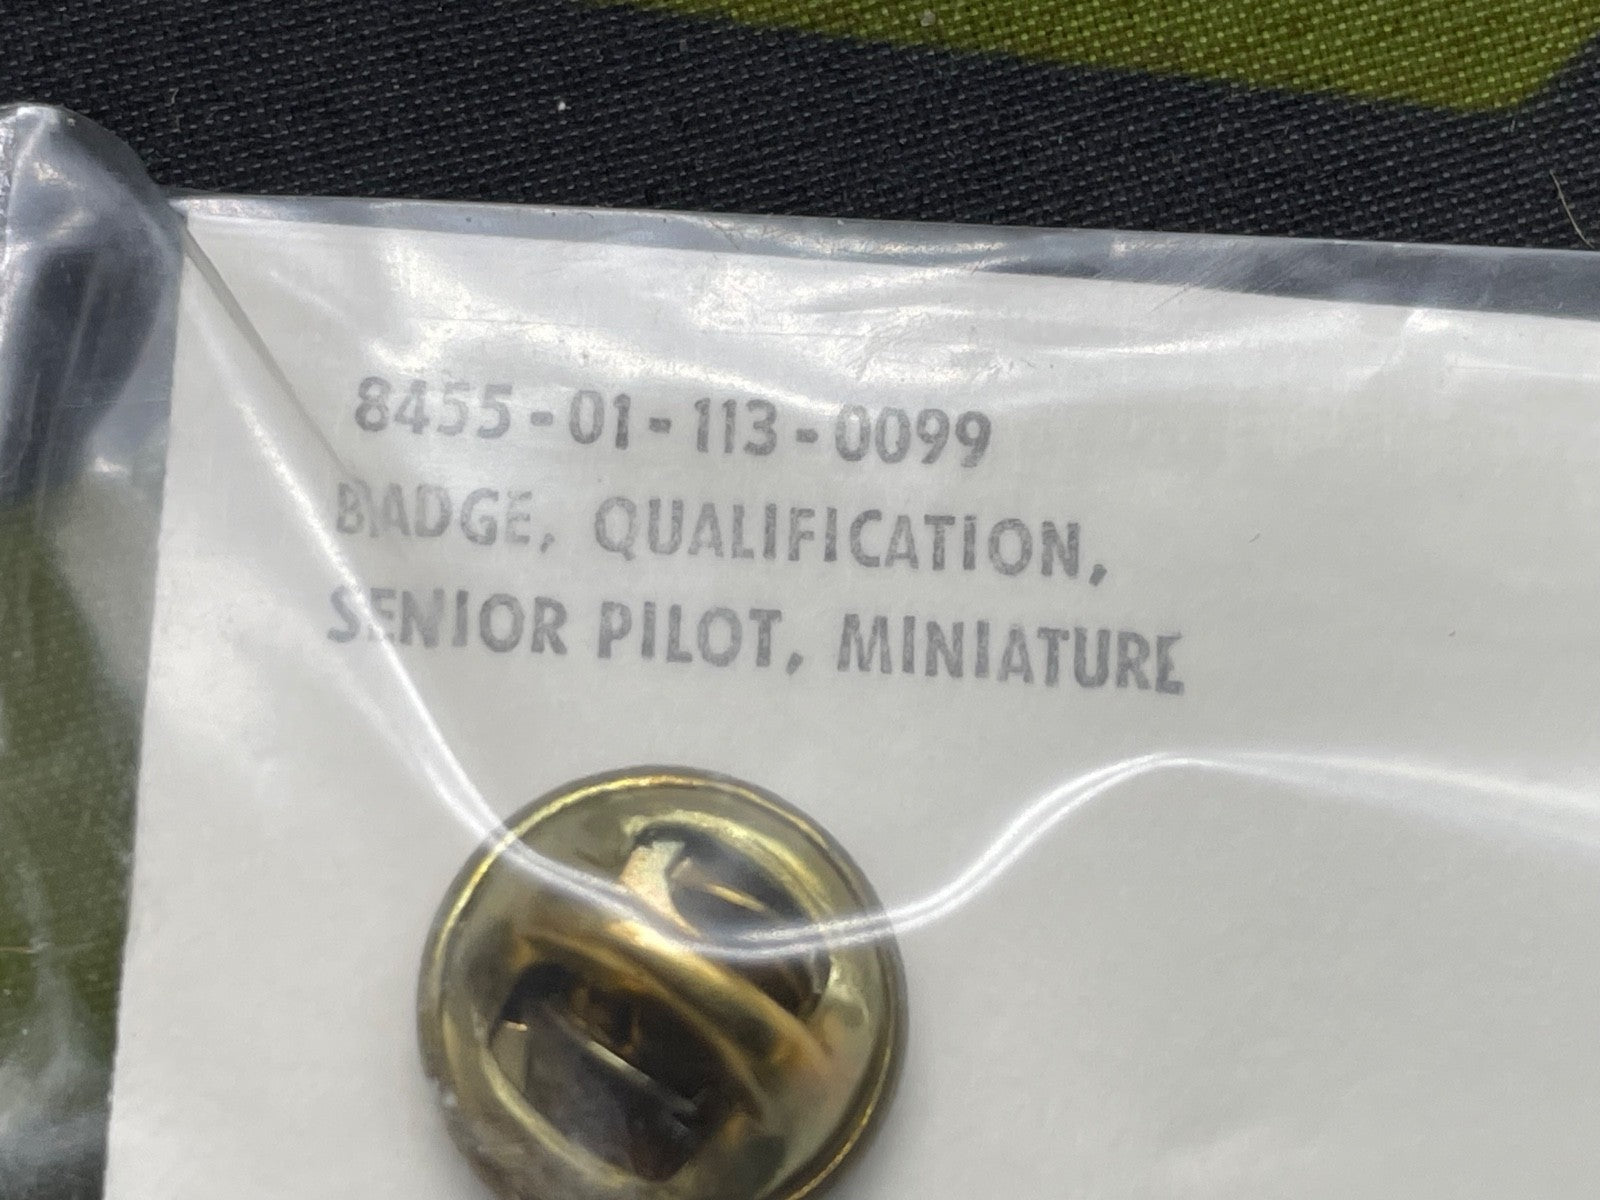 8455-01-113-0099
BADGE, QUALIFICATION,
SENIOR PILOT, MINIATURE